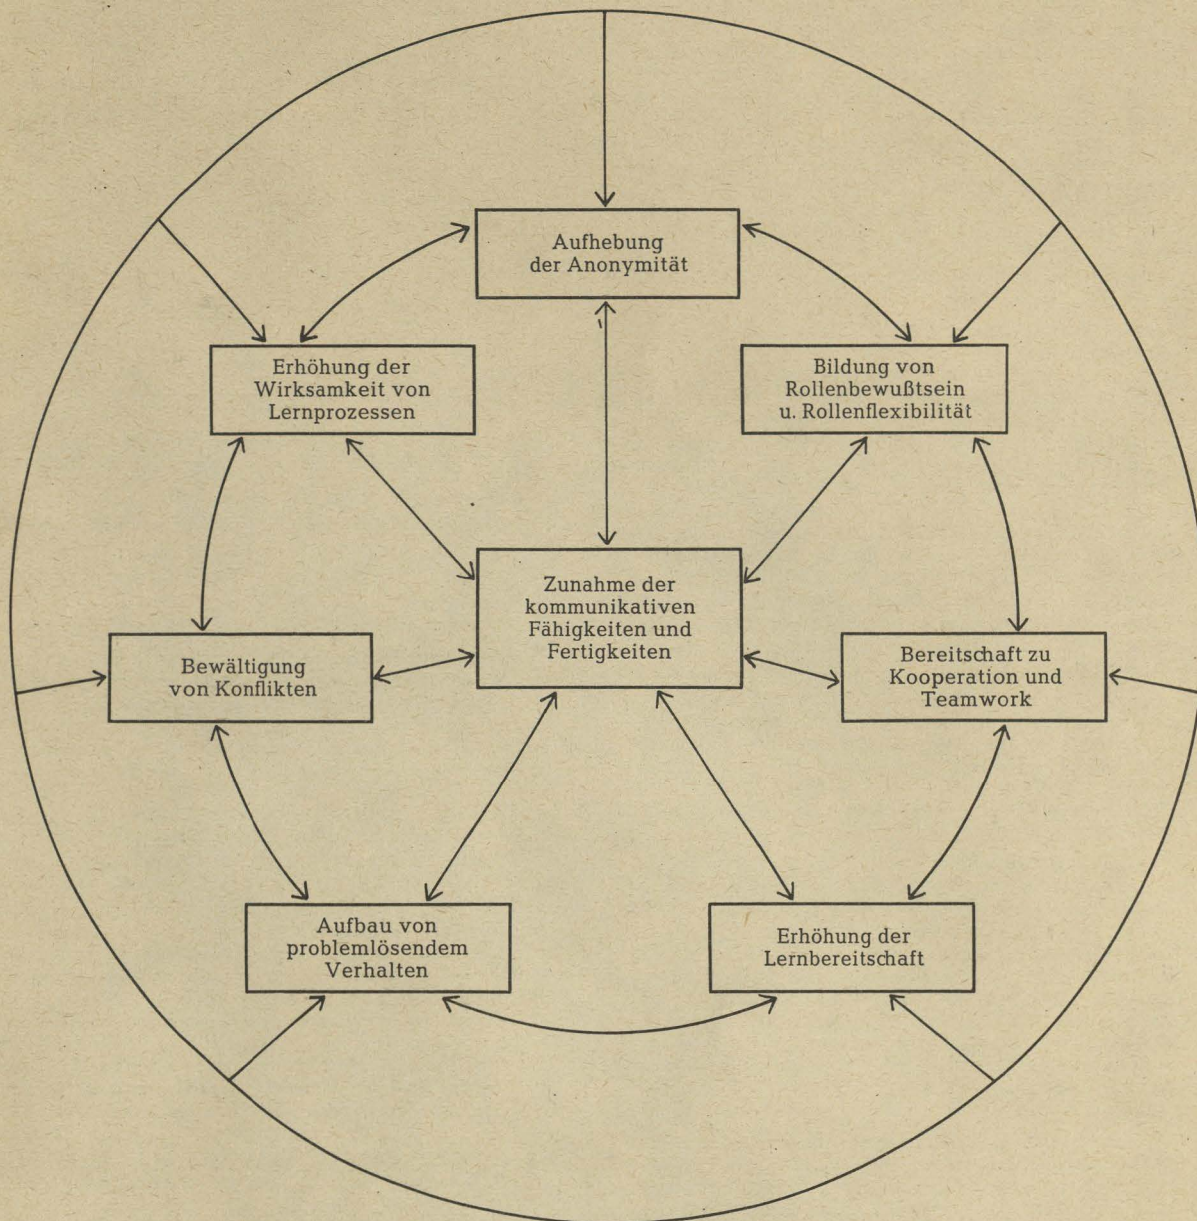 Aufhebung
der Anonymität
Erhöhung der
Wirksamkeit von
Lernprozessen
Bildung von
Rollenbewußtsein
u. Rollenflexibilität
Zunahme der
kommunikativen
Fähigkeiten und
Fertigkeiten
Bewältigung
von Konflikten
Bereitschaft zu
Kooperation und
Teamwork
Aufbau von
problemlösendem
Verhalten
Erhöhung der
Lernbereitschaft